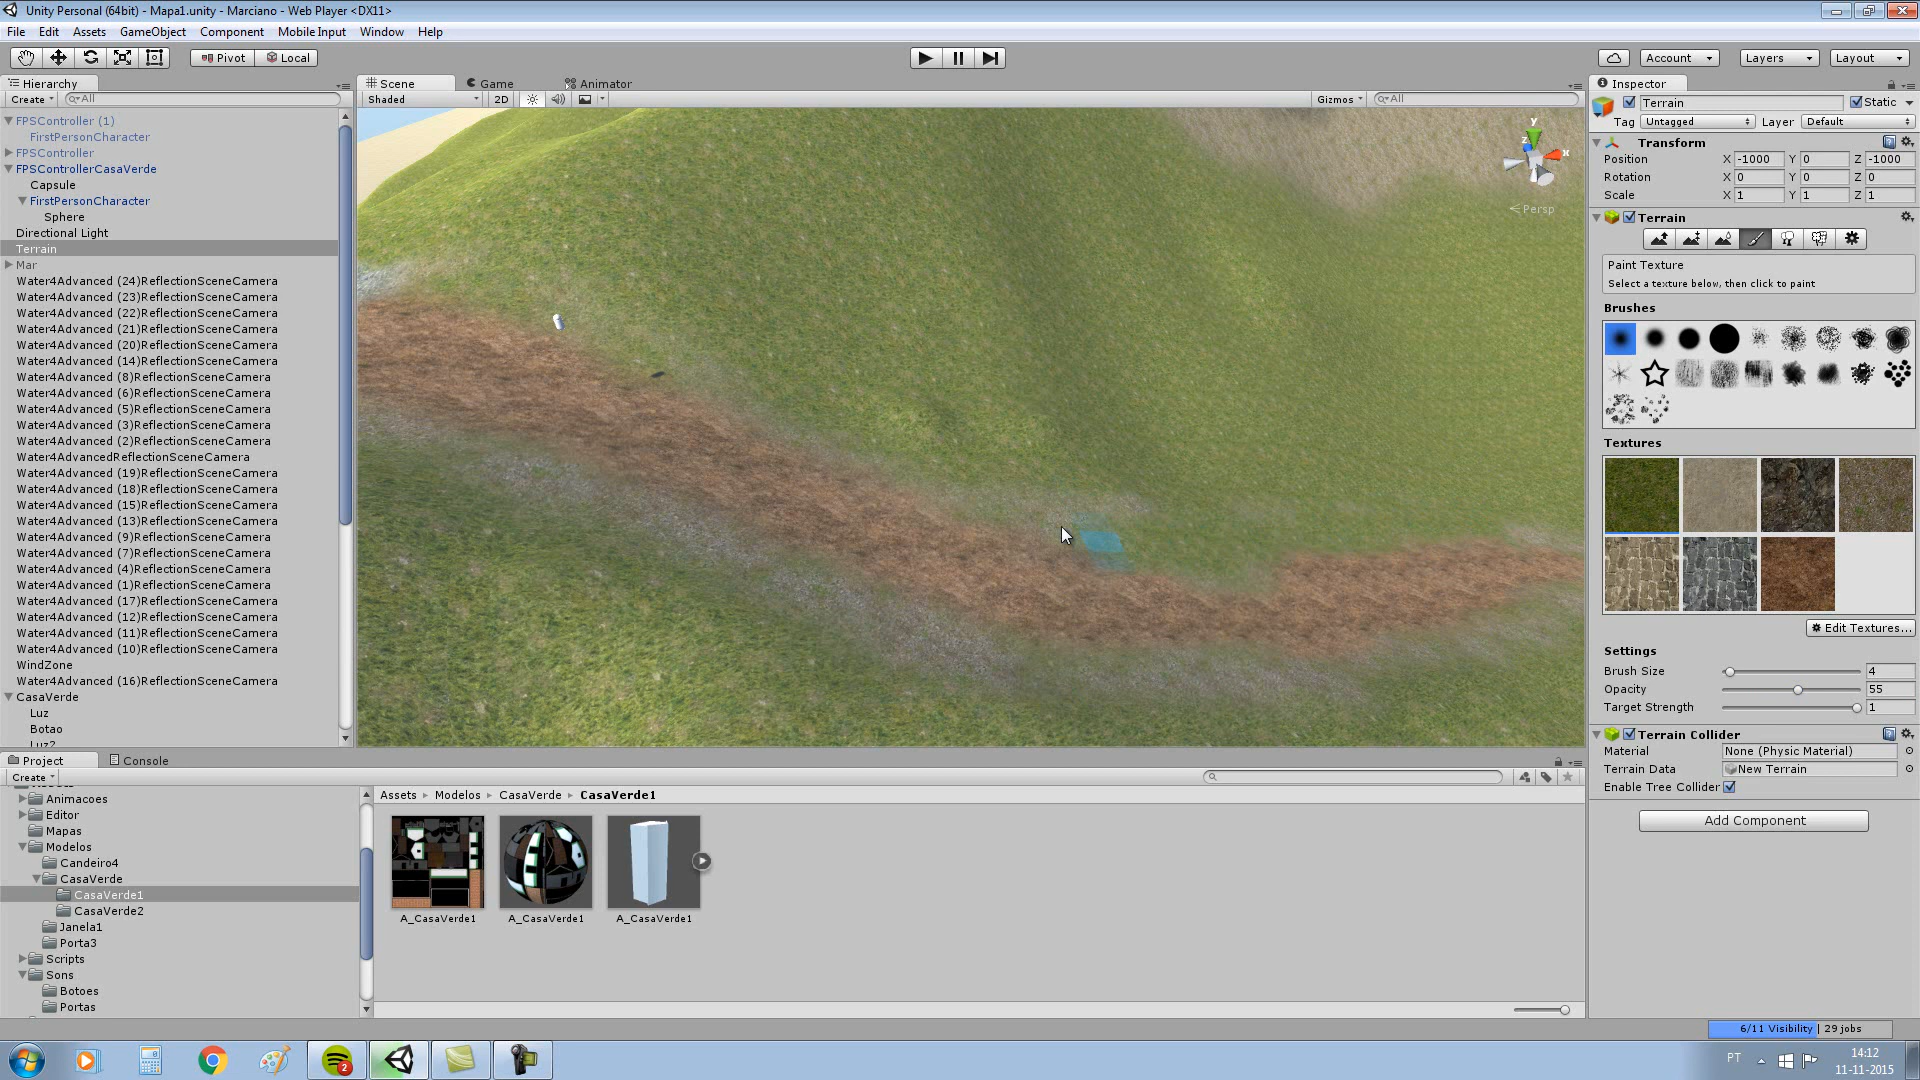 Unity Personal (64bit) - Mapa1.unity - Marciano - Web Player <DX11>
File Edit Assets GameObject Component Mobile Input Window Help
Pivot Local Account Layers Layout
Hierarchy
Create All
FPSController (1)
FirstPersonCharacter
FPSController
FPSControllerCasaVerde
Capsule
FirstPersonCharacter
Sphere
Directional Light
Terrain
Mar
Water4Advanced (24)ReflectionSceneCamera
Water4Advanced (23)ReflectionSceneCamera
Water4Advanced (22)ReflectionSceneCamera
Water4Advanced (21)ReflectionSceneCamera
Water4Advanced (20)ReflectionSceneCamera
Water4Advanced (14)ReflectionSceneCamera
Water4Advanced (8)ReflectionSceneCamera
Water4Advanced (6)ReflectionSceneCamera
Water4Advanced (5)ReflectionSceneCamera
Water4Advanced (3)ReflectionSceneCamera
Water4Advanced (2)ReflectionSceneCamera
Water4AdvancedReflectionSceneCamera
Water4Advanced (19)ReflectionSceneCamera
Water4Advanced (18)ReflectionSceneCamera
Water4Advanced (15)ReflectionSceneCamera
Water4Advanced (13)ReflectionSceneCamera
Water4Advanced (9)ReflectionSceneCamera
Water4Advanced (7)ReflectionSceneCamera
Water4Advanced (4)ReflectionSceneCamera
Water4Advanced (1)ReflectionSceneCamera
Water4Advanced (17)ReflectionSceneCamera
Water4Advanced (12)ReflectionSceneCamera
Water4Advanced (11)ReflectionSceneCamera
Water4Advanced (10)ReflectionSceneCamera
WindZone
Water4Advanced (16)ReflectionSceneCamera
CasaVerde
Luz
Botao
Luz2
Scene Game Animator
Shaded 2D Gizmos All
y
z
x
Persp
Inspector
Terrain Static
Tag Untagged Layer Default
Transform
Position X -1000 Y 0 Z -1000
Rotation X 0 Y 0 Z 0
Scale X 1 Y 1 Z 1
Terrain
Paint Texture
Select a texture below, then click to paint
Brushes
Textures
Edit Textures...
Settings
Brush Size 4
Opacity 55
Target Strength 1
Terrain Collider
Material None (Physic Material)
Terrain Data New Terrain
Enable Tree Collider
Add Component
Project Console
Create
Animacoes
Editor
Mapas
Modelos
Candeiro4
CasaVerde
CasaVerde1
CasaVerde2
Janela1
Porta3
Scripts
Sons
Botoes
Portas
Assets Modelos CasaVerde CasaVerde1
A_CasaVerde1 A_CasaVerde1 A_CasaVerde1
6/11 Visibility | 29 jobs
2
PT
14:12
11-11-2015